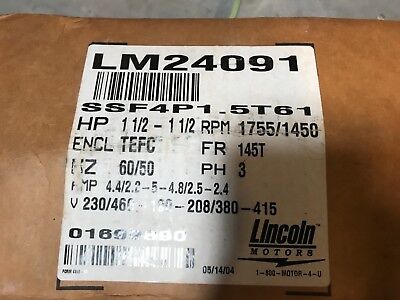 LM24091
SSF4P1.5T61
HP 1 1/2 - 1 1/2 RPM 1755/1450
ENCL TEFC FR 145T
HZ 60/50 PH 3
AMP 4.4/2.2-5-4.8/2.5-2.4
V 230/460- -208/380-415
Lincoln
MOTORS
05/14/04
1-800-MOTOR-4-U